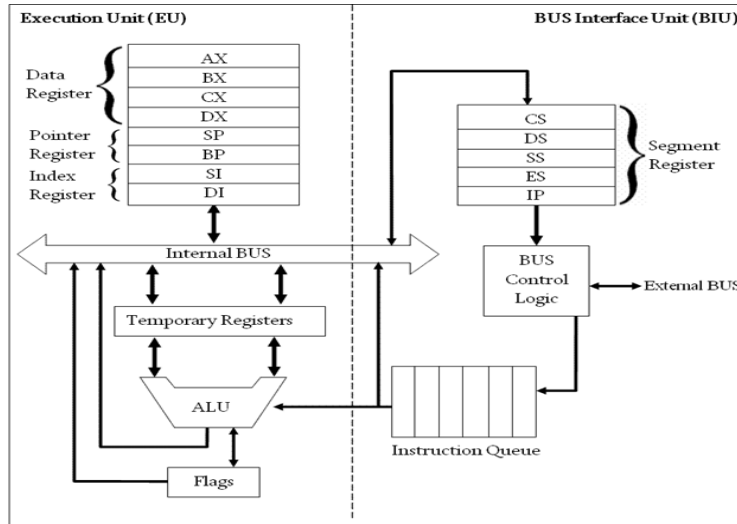 Execution Unit (EU)
BUS Interface Unit (BIU)
Data
Register
AX
BX
CX
DX
Pointer
Register
SP
BP
Index
Register
SI
DI
CS
DS
SS
ES
IP
Segment
Register
Internal BUS
BUS
Control
Logic
External BUS
Temporary Registers
ALU
Instruction Queue
Flags